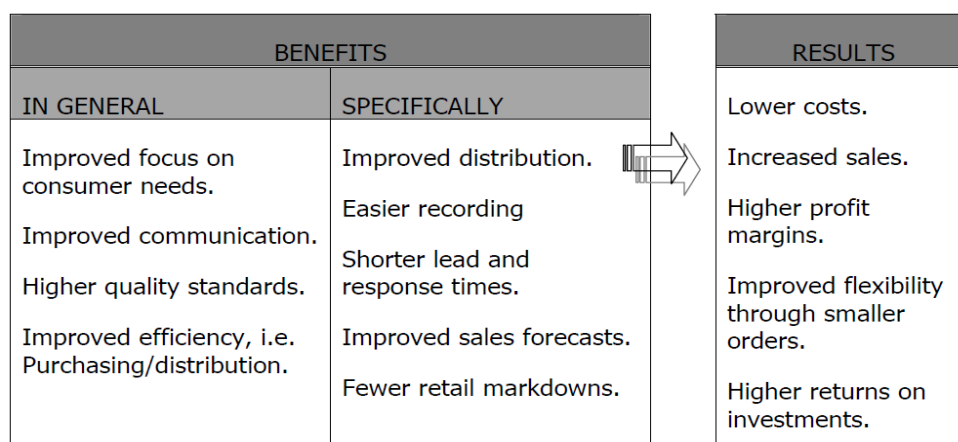 BENEFITS
IN GENERAL
Improved focus on
consumer needs.
Improved communication.
Higher quality standards.
Improved efficiency, i.e.
Purchasing/distribution.
SPECIFICALLY
Improved distribution.
Easier recording
Shorter lead and
response times.
Improved sales forecasts.
Fewer retail markdowns.
RESULTS
Lower costs.
Increased sales.
Higher profit
margins.
Improved flexibility
through smaller
orders.
Higher returns on
investments.